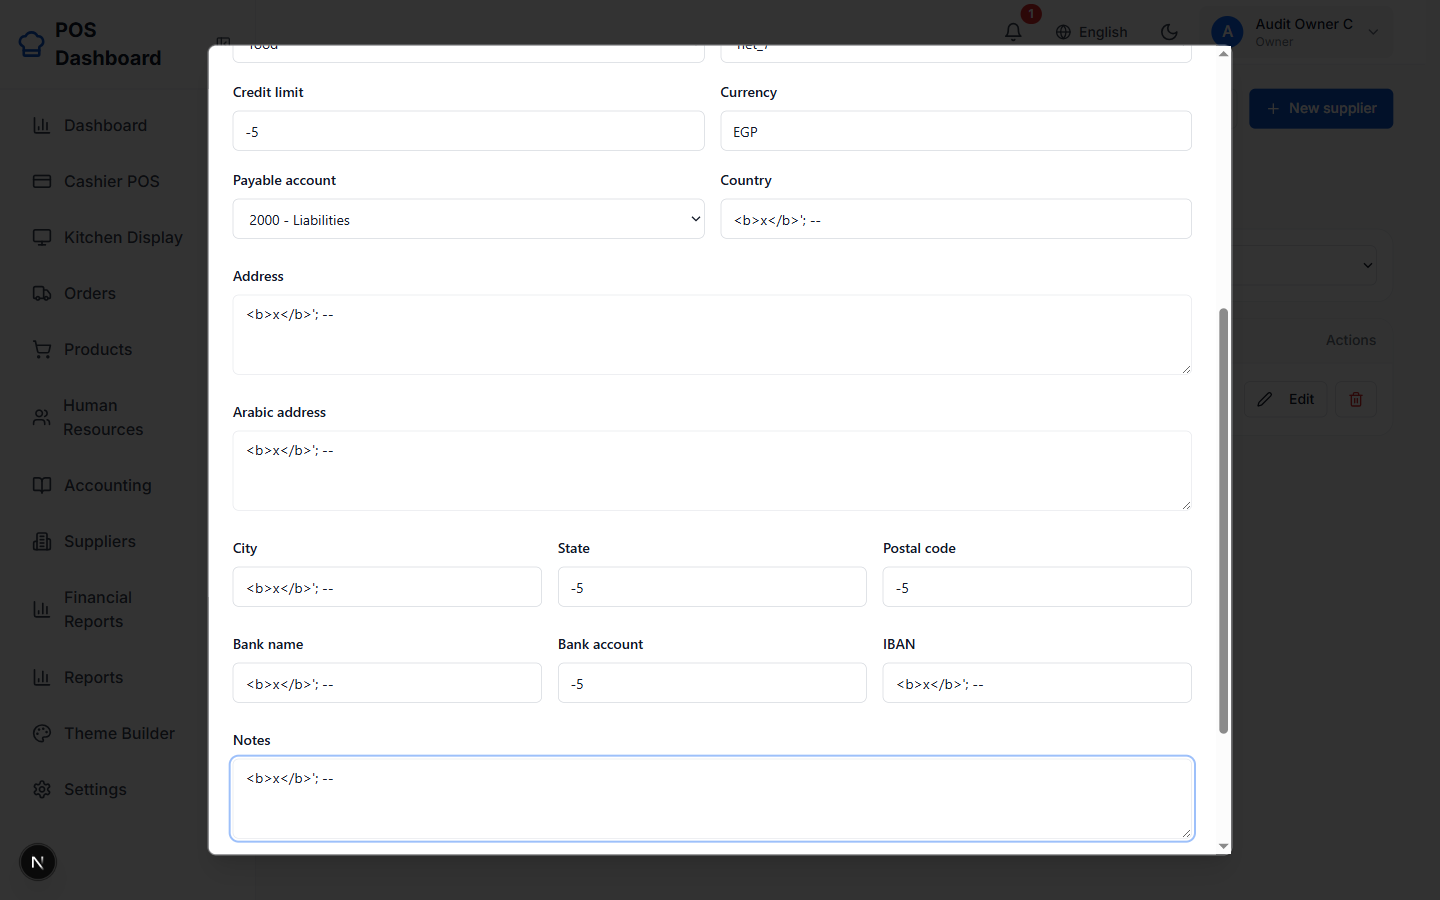 POS
Dashboard
1
English
A
Audit Owner C
Owner
New supplier
Dashboard
Cashier POS
Kitchen Display
Orders
Products
Human
Resources
Accounting
Suppliers
Financial
Reports
Reports
Theme Builder
Settings
N
food
net_7
Credit limit
Currency
-5
EGP
Payable account
Country
2000 - Liabilities
<b>x</b>'; --
Address
<b>x</b>'; --
Arabic address
<b>x</b>'; --
City
State
Postal code
<b>x</b>'; --
-5
-5
Bank name
Bank account
IBAN
<b>x</b>'; --
-5
<b>x</b>'; --
Notes
<b>x</b>'; --
Actions
Edit